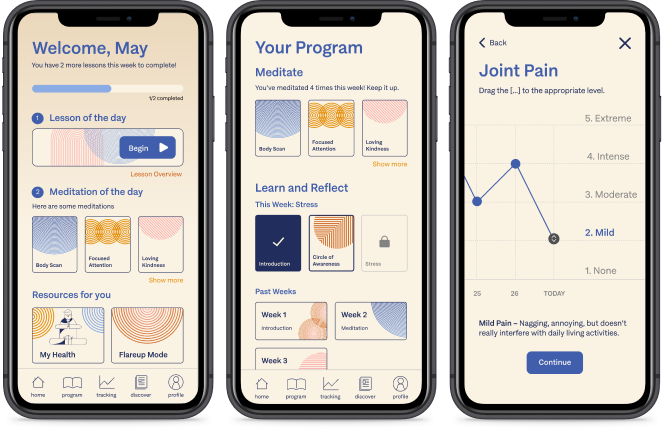 Welcome, May
You have 2 more lessons this week to complete!
1/2 completed
1 Lesson of the day
Begin
Lesson Overview
2 Meditation of the day
Here are some meditations
Body Scan
Focused Attention
Loving Kindness
Show more
Resources for you
My Health
Flareup Mode
home
program
tracking
discover
profile
Your Program
Meditate
You've meditated 4 times this week! Keep it up.
Body Scan
Focused Attention
Loving Kindness
Show more
Learn and Reflect
This Week: Stress
Introduction
Circle of Awareness
Stress
Past Weeks
Week 1
Introduction
Week 2
Meditation
Week 3
home
program
tracking
discover
profile
Back
Joint Pain
Drag the [...] to the appropriate level.
5. Extreme
4. Intense
3. Moderate
2. Mild
1. None
25
26
TODAY
Mild Pain – Nagging, annoying, but doesn't
really interfere with daily living activities.
Continue